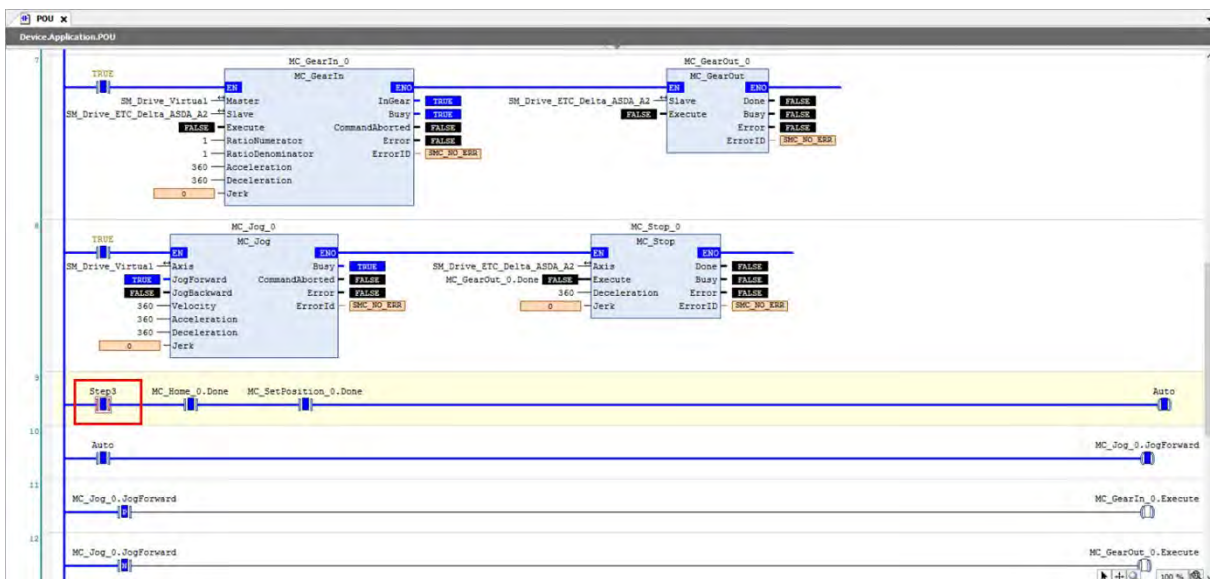 POU x
Device.Application.POU
7
MC_GearIn_0 MC_GearOut_0
TRUE MC_GearIn MC_GearOut
EN ENO EN ENO
SM_Drive_Virtual Master InGear TRUE SM_Drive_ETC_Delta_ASDA_A2 Slave Done FALSE
SM_Drive_ETC_Delta_ASDA_A2 Slave Busy TRUE FALSE Execute Busy FALSE
FALSE Execute CommandAborted FALSE Error FALSE
1 RatioNumerator Error FALSE ErrorID SMC_NO_ERR
1 RatioDenominator ErrorID SMC_NO_ERR
360 Acceleration
360 Deceleration
0 Jerk
8
MC_Jog_0 MC_Stop_0
TRUE MC_Jog MC_Stop
EN ENO EN ENO
SM_Drive_Virtual Axis Busy TRUE SM_Drive_ETC_Delta_ASDA_A2 Axis Done FALSE
TRUE JogForward CommandAborted FALSE MC_GearOut_0.Done FALSE Execute Busy FALSE
FALSE JogBackward Error FALSE 360 Deceleration Error FALSE
360 Velocity ErrorId SMC_NO_ERR 0 Jerk ErrorID SMC_NO_ERR
360 Acceleration
360 Deceleration
0 Jerk
9
Step3 MC_Home_0.Done MC_SetPosition_0.Done Auto
10
Auto MC_Jog_0.JogForward
11
MC_Jog_0.JogForward MC_GearIn_0.Execute
P
12
MC_Jog_0.JogForward MC_GearOut_0.Execute
N
100 %